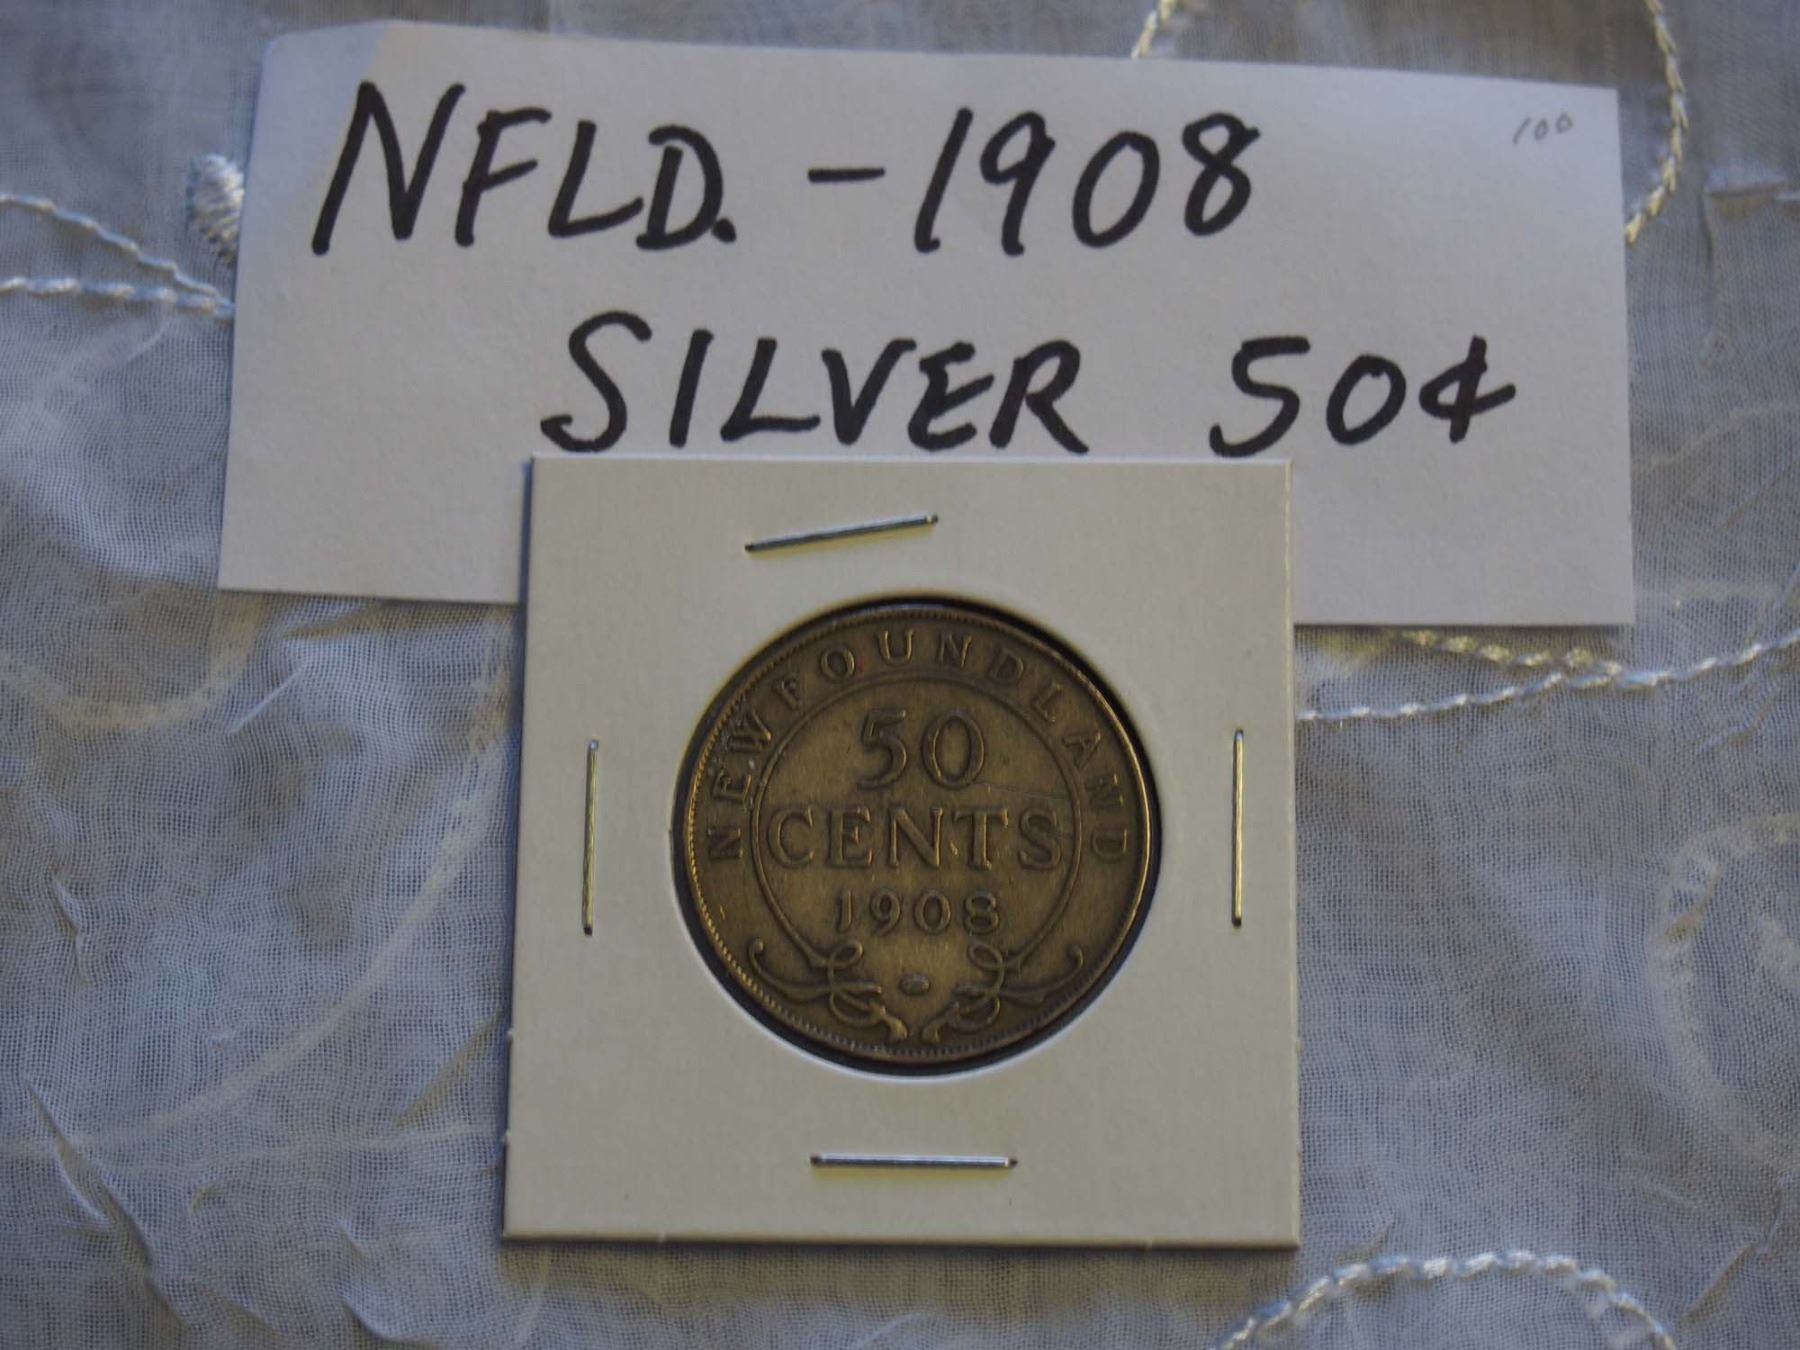 NFLD. - 1908
100
SILVER 50¢
NEWFOUNDLAND
50
CENTS
1908